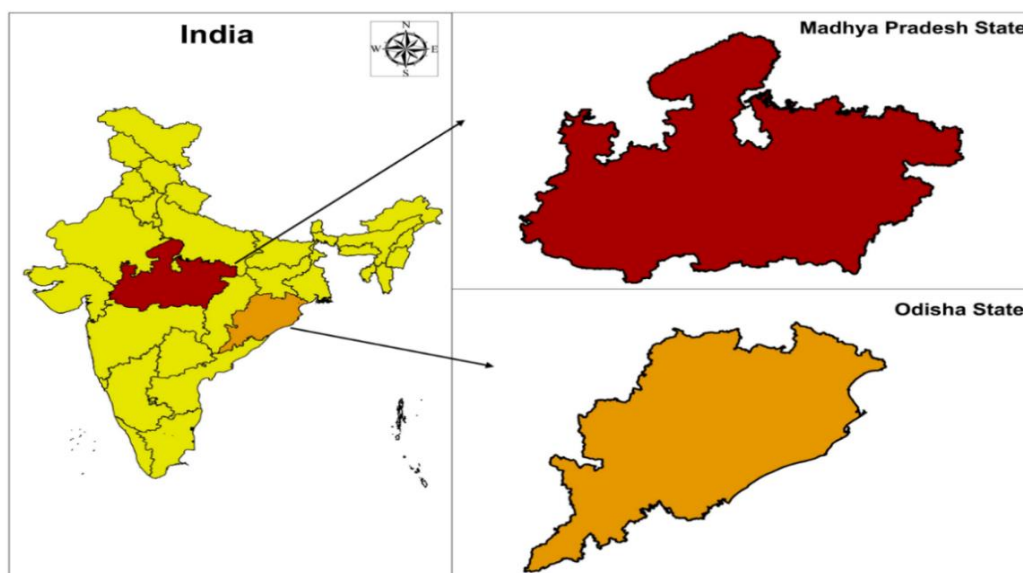 India
N
W E
S
Madhya Pradesh State
Odisha State